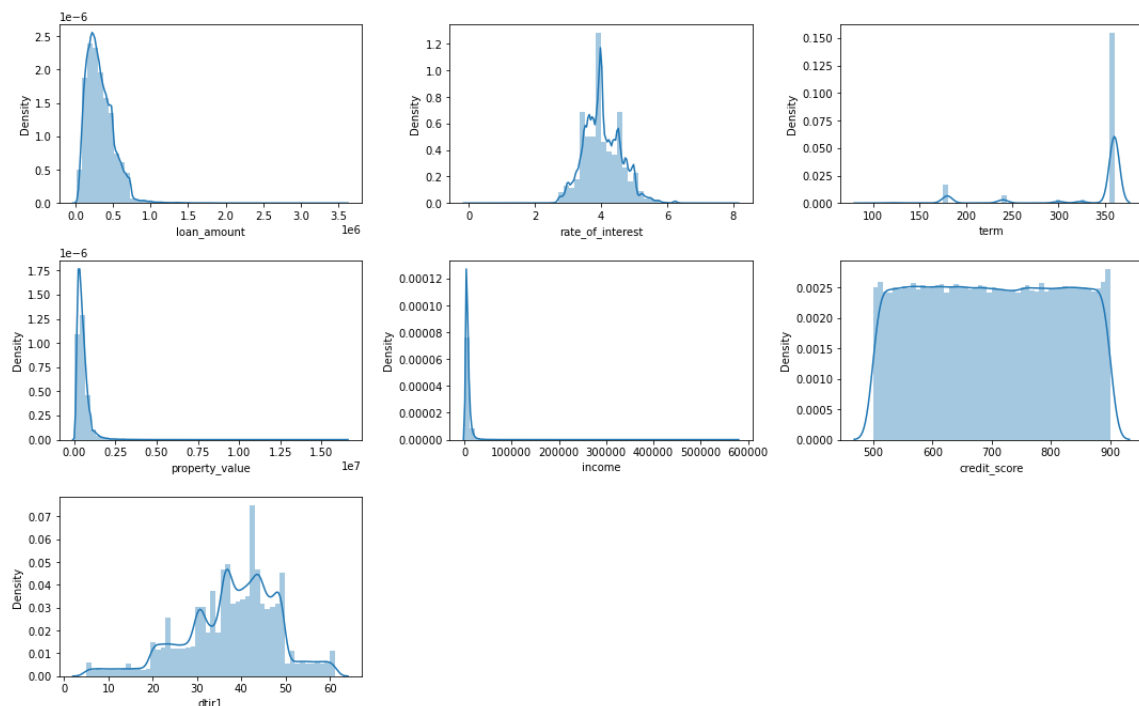 1e−6
2.5
2.0
1.5
1.0
0.5
0.0
Density
0.0 0.5 1.0 1.5 2.0 2.5 3.0 3.5
1e6
loan_amount
1.2
1.0
0.8
0.6
0.4
0.2
0.0
Density
0 2 4 6 8
rate_of_interest
0.150
0.125
0.100
0.075
0.050
0.025
0.000
Density
100 150 200 250 300 350
term
1e−6
1.75
1.50
1.25
1.00
0.75
0.50
0.25
0.00
Density
0.0 0.25 0.5 0.75 1.00 1.25 1.50
1e7
property_value
0.00012
0.00010
0.00008
0.00006
0.00004
0.00002
0.00000
Density
0 100000 200000 300000 400000 500000 600000
income
0.0025
0.0020
0.0015
0.0010
0.0005
0.0000
Density
500 600 700 800 900
credit_score
0.07
0.06
0.05
0.04
0.03
0.02
0.01
0.00
Density
0 10 20 30 40 50 60
dtir1